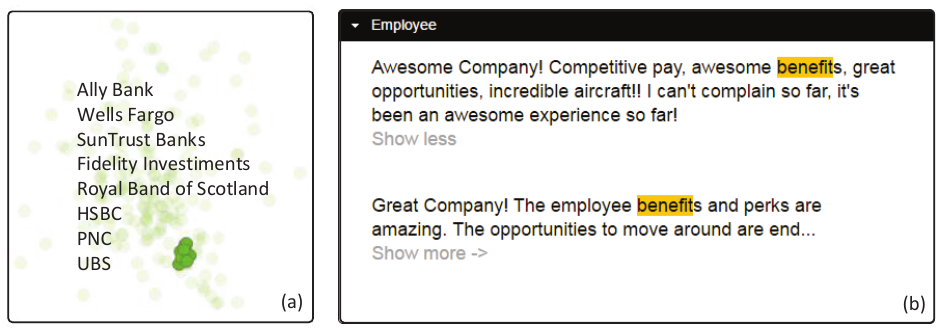 Ally Bank
Wells Fargo
SunTrust Banks
Fidelity Investiments
Royal Band of Scotland
HSBC
PNC
UBS
(a)
Employee
Awesome Company! Competitive pay, awesome benefits, great
opportunities, incredible aircraft!! I can't complain so far, it's
been an awesome experience so far!
Show less
Great Company! The employee benefits and perks are
amazing. The opportunities to move around are end...
Show more ->
(b)